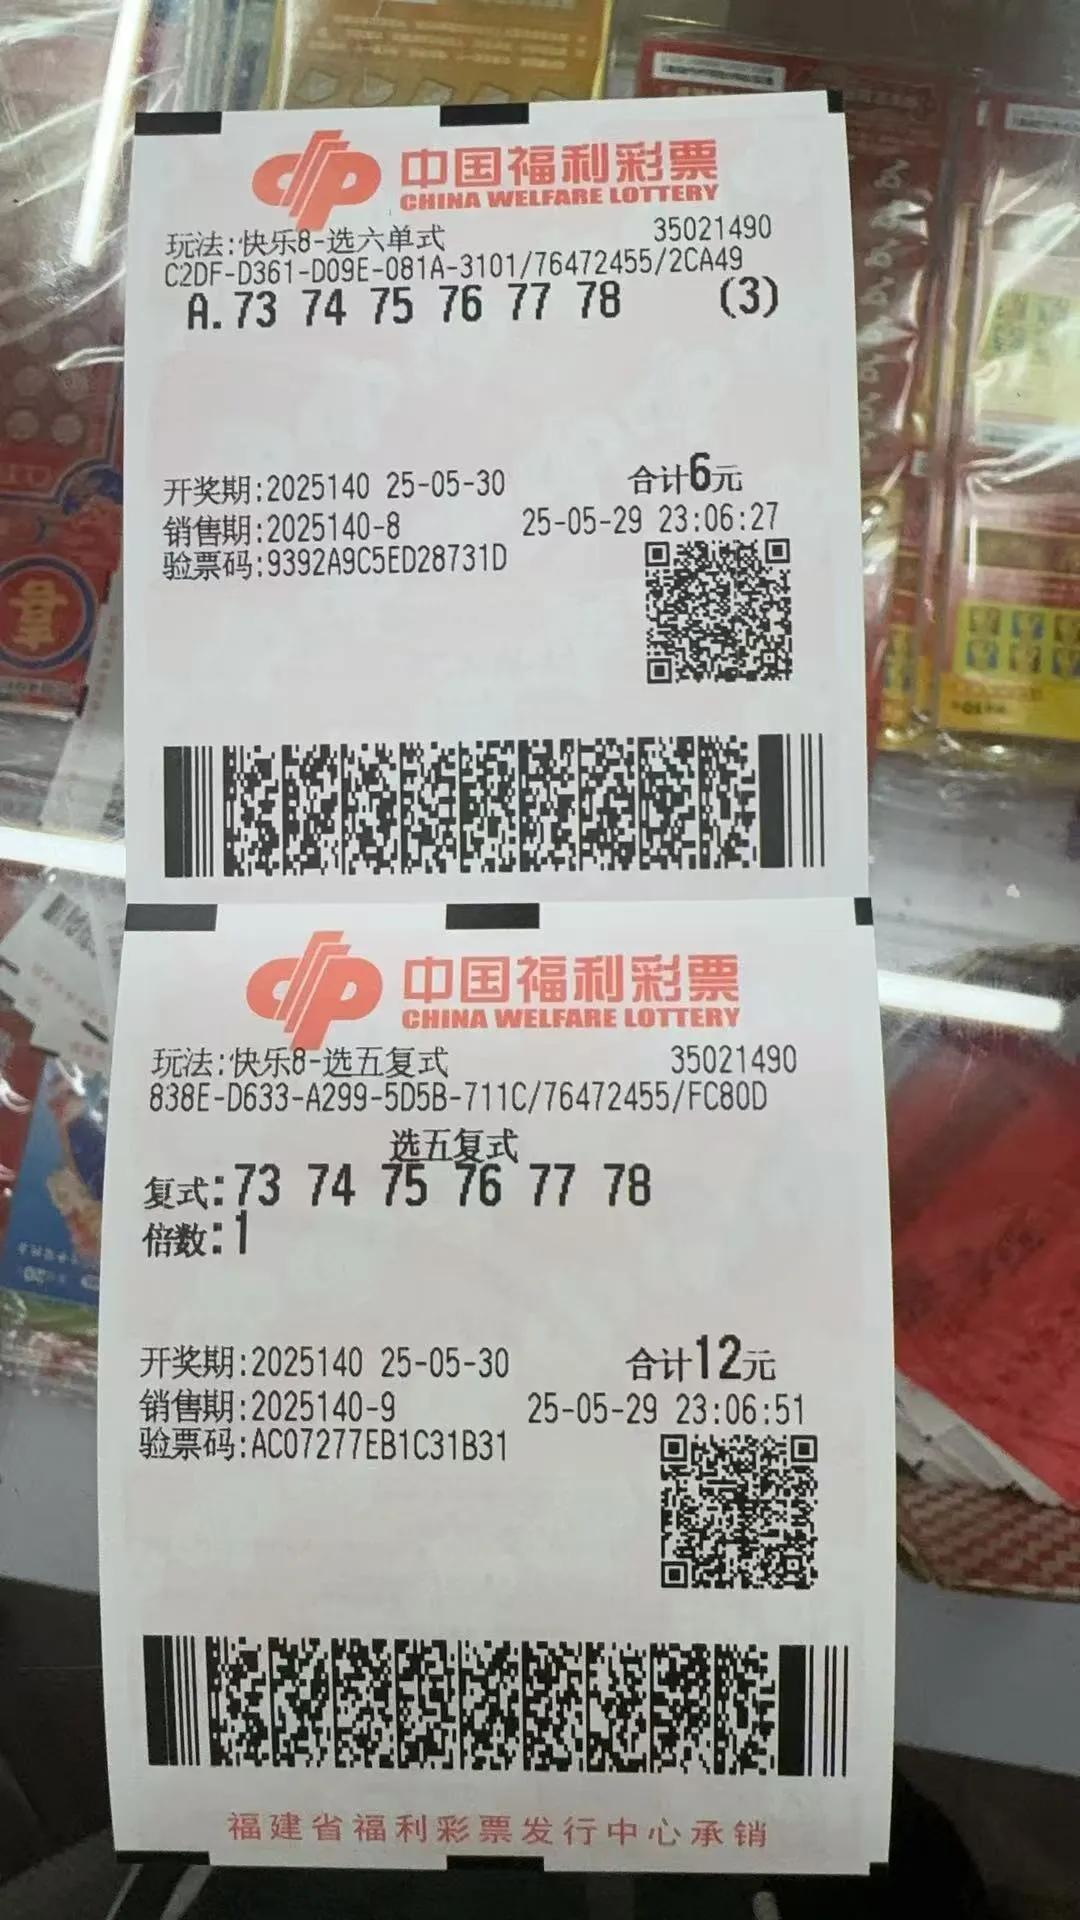 中国福利彩票
CHINA WELFARE LOTTERY
玩法:快乐8-选六单式 35021490
C2DF-D361-D09E-081A-3101/76472455/2CA49
A.73 74 75 76 77 78 (3)
开奖期:2025140 25-05-30 合计6元
销售期:2025140-8 25-05-29 23:06:27
验票码:9392A9C5ED28731D
中国福利彩票
CHINA WELFARE LOTTERY
玩法:快乐8-选五复式 35021490
838E-D633-A299-5D5B-711C/76472455/FC80D
选五复式
复式:73 74 75 76 77 78
倍数:1
开奖期:2025140 25-05-30 合计12元
销售期:2025140-9 25-05-29 23:06:51
验票码:AC07277EB1C31B31
福建省福利彩票发行中心承销